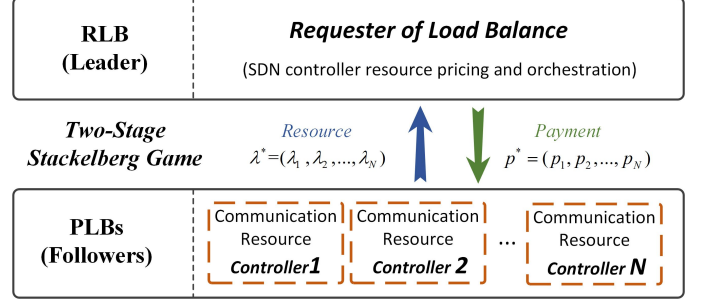 RLB
(Leader)
Requester of Load Balance
(SDN controller resource pricing and orchestration)
Two-Stage
Stackelberg Game
Resource
λ*=(λ1,λ2,...,λN)
Payment
p* = (p1, p2,..., pN)
PLBs
(Followers)
Communication
Resource
Controller1
Communication
Resource
Controller 2
...
Communication
Resource
Controller N